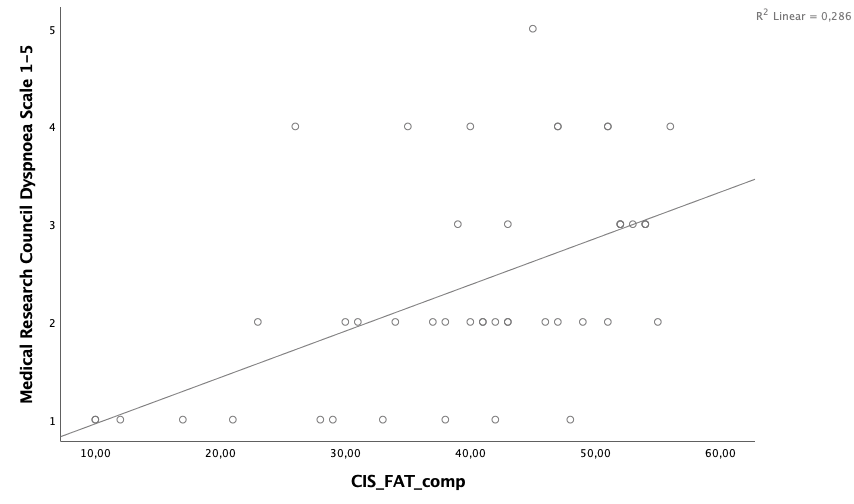 R² Linear = 0,286
Medical Research Council Dyspnoea Scale 1–5
5
4
3
2
1
10,00 20,00 30,00 40,00 50,00 60,00
CIS_FAT_comp